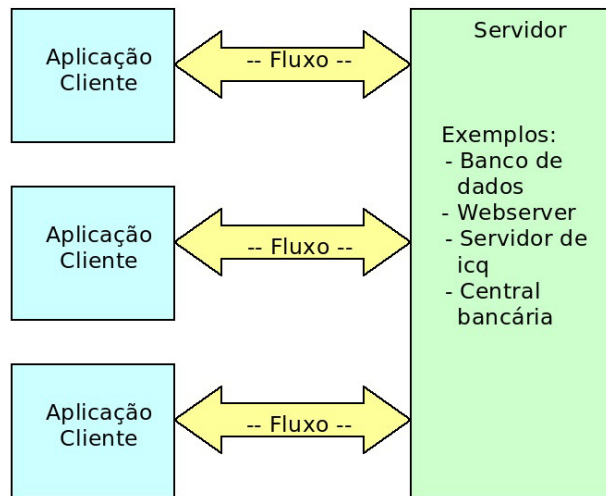 Aplicação
Cliente
-- Fluxo --
Servidor
Exemplos:
- Banco de
dados
- Webserver
- Servidor de
icq
- Central
bancária
Aplicação
Cliente
-- Fluxo --
Aplicação
Cliente
-- Fluxo --